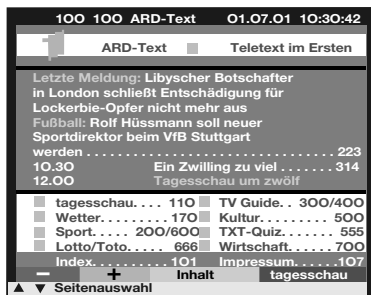 100 100 ARD-Text 01.07.01 10:30:42
ARD-Text Teletext im Ersten
Letzte Meldung: Libyscher Botschafter
in London schließt Entschädigung für
Lockerbie-Opfer nicht mehr aus
Fußball: Rolf Hüssmann soll neuer
Sportdirektor beim VfB Stuttgart
werden . . . . . . . . . . . . . . . . . . . . . . . . . . . . . . . . . 223
10.30 Ein Zwilling zu viel . . . . . . . 314
12.00 Tagesschau um zwölf
tagesschau. . . . 110 TV Guide. . 300/400
Wetter. . . . . . . . 170 Kultur. . . . . . . . . 500
Sport. . . . . 200/600 TXT-Quiz. . . . . . 555
Lotto/Toto. . . . . 666 Wirtschaft. . . . . 700
Index. . . . . . . . . 101 Impressum. . . . .107
− + Inhalt tagesschau
▲ ▼ Seitenauswahl